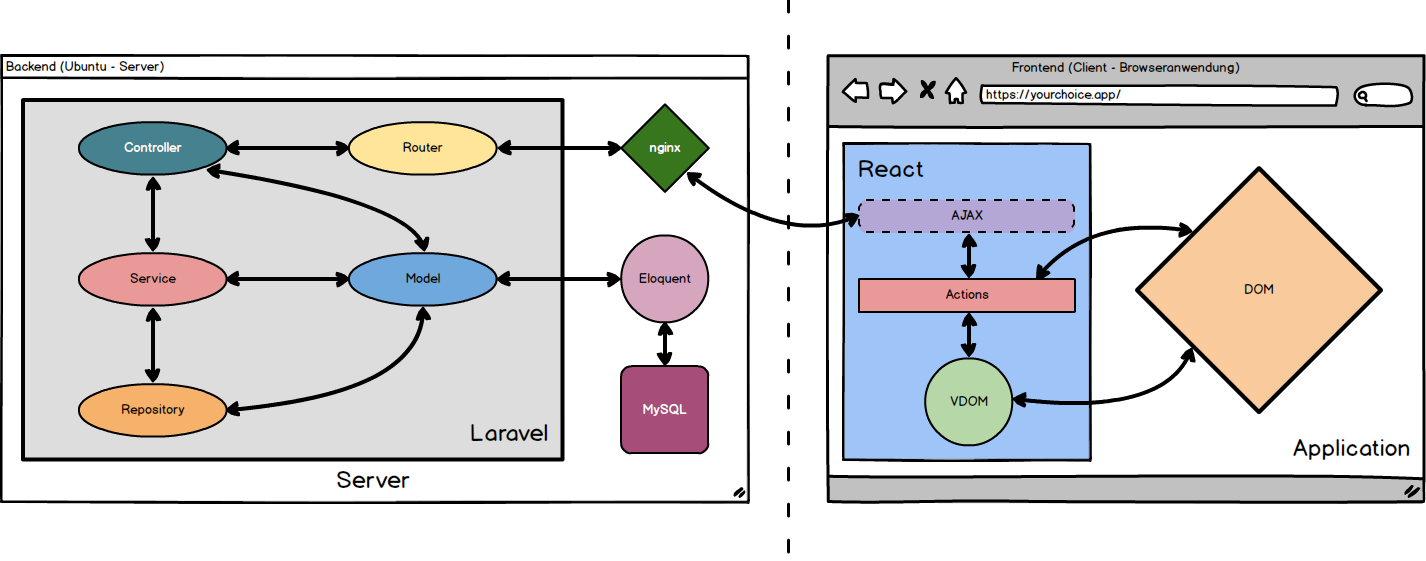 Backend (Ubuntu - Server)
Controller
Router
nginx
Service
Model
Eloquent
Repository
MySQL
Laravel
Server
Frontend (Client - Browseranwendung)
https://yourchoice.app/
React
AJAX
Actions
DOM
VDOM
Application